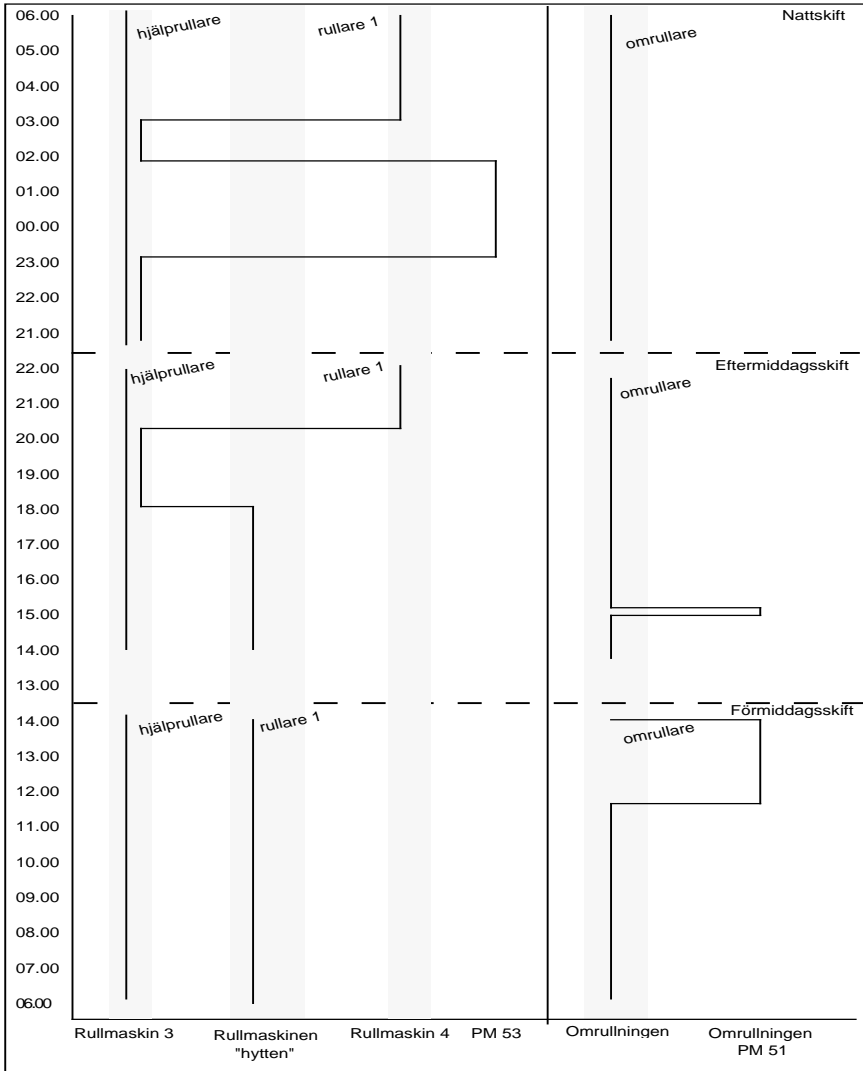 06.00
Nattskift
hjälprullare
rullare 1
omrullare
05.00
04.00
03.00
02.00
01.00
00.00
23.00
22.00
21.00
22.00
Eftermiddagsskift
hjälprullare
rullare 1
omrullare
21.00
20.00
19.00
18.00
17.00
16.00
15.00
14.00
13.00
Förmiddagsskift
14.00
hjälprullare
rullare 1
omrullare
13.00
12.00
11.00
10.00
09.00
08.00
07.00
06.00
Rullmaskin 3
Rullmaskinen
"hytten"
Rullmaskin 4
PM 53
Omrullningen
Omrullningen
PM 51